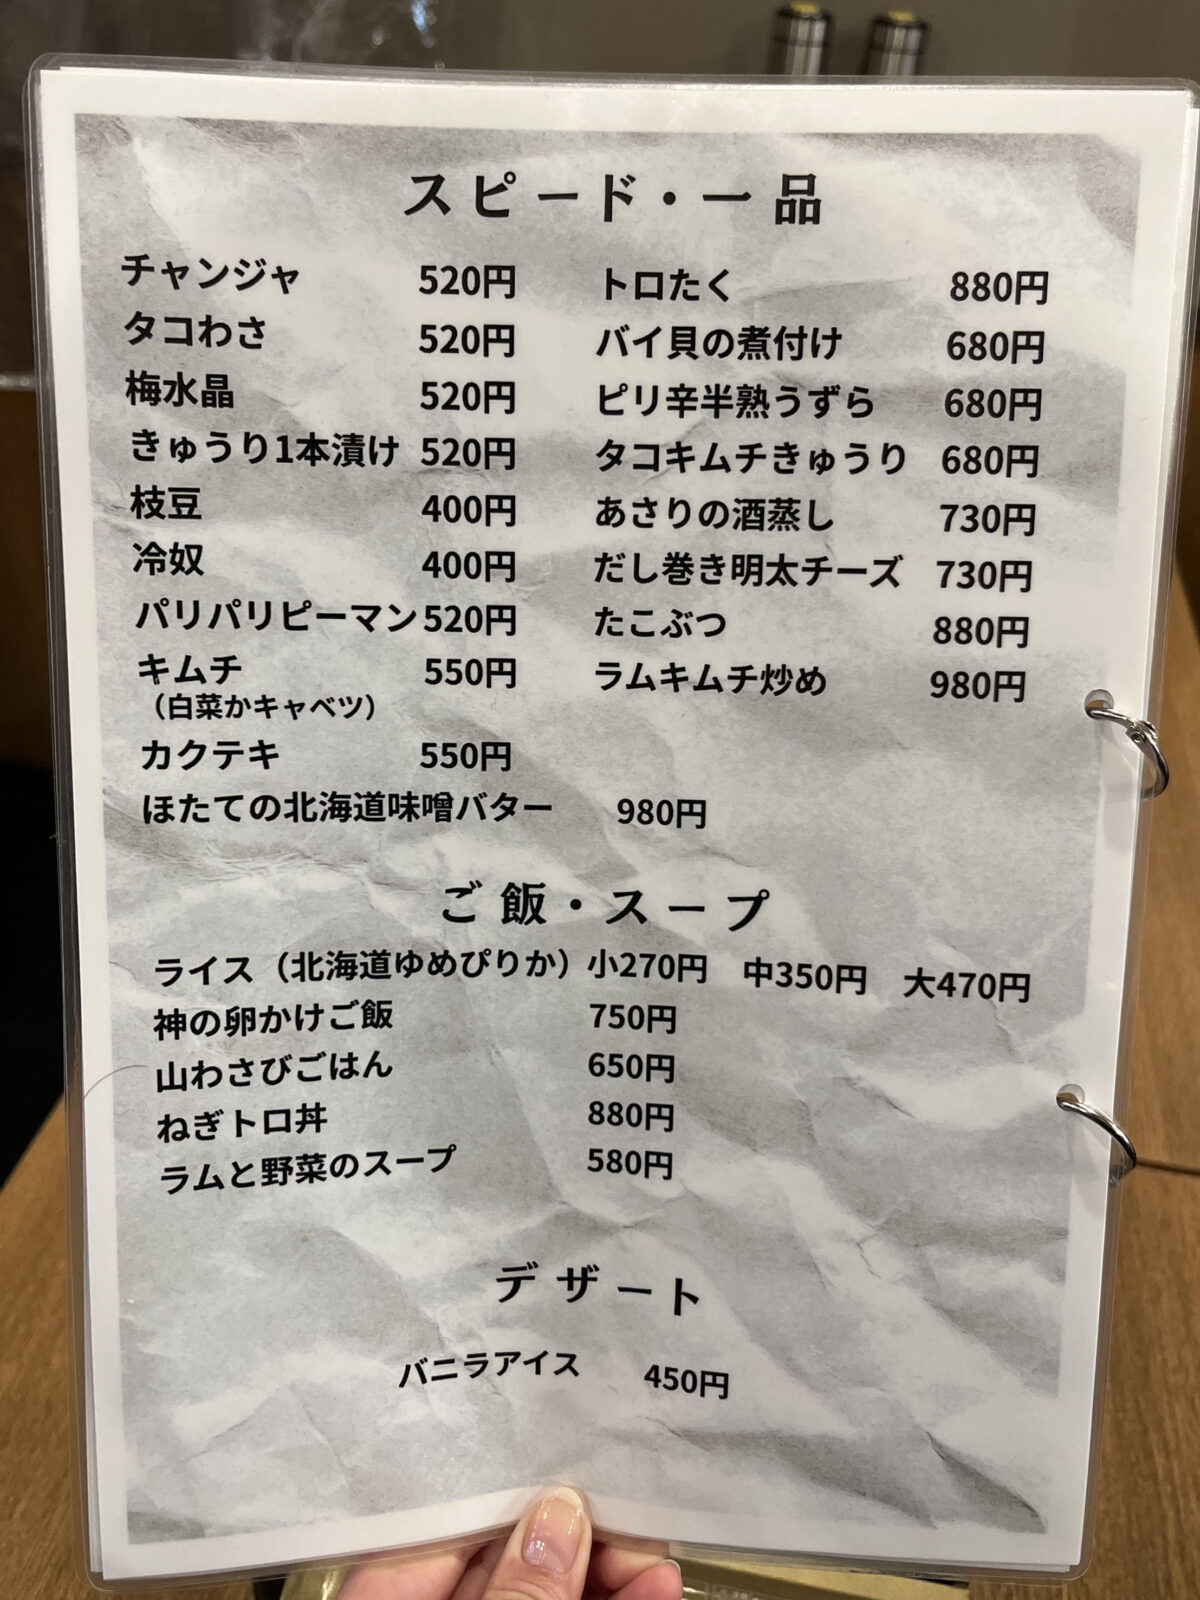 スピード・一品
チャンジャ 520円
タコわさ 520円
梅水晶 520円
きゅうり1本漬け 520円
枝豆 400円
冷奴 400円
パリパリピーマン 520円
キムチ 550円
（白菜かキャベツ）
カクテキ 550円
ほたての北海道味噌バター 980円
トロたく 880円
バイ貝の煮付け 680円
ピリ辛半熟うずら 680円
タコキムチきゅうり 680円
あさりの酒蒸し 730円
だし巻き明太チーズ 730円
たこぶつ 880円
ラムキムチ炒め 980円
ご飯・スープ
ライス（北海道ゆめぴりか）小270円 中350円 大470円
神の卵かけご飯 750円
山わさびごはん 650円
ねぎトロ丼 880円
ラムと野菜のスープ 580円
デザート
バニラアイス 450円